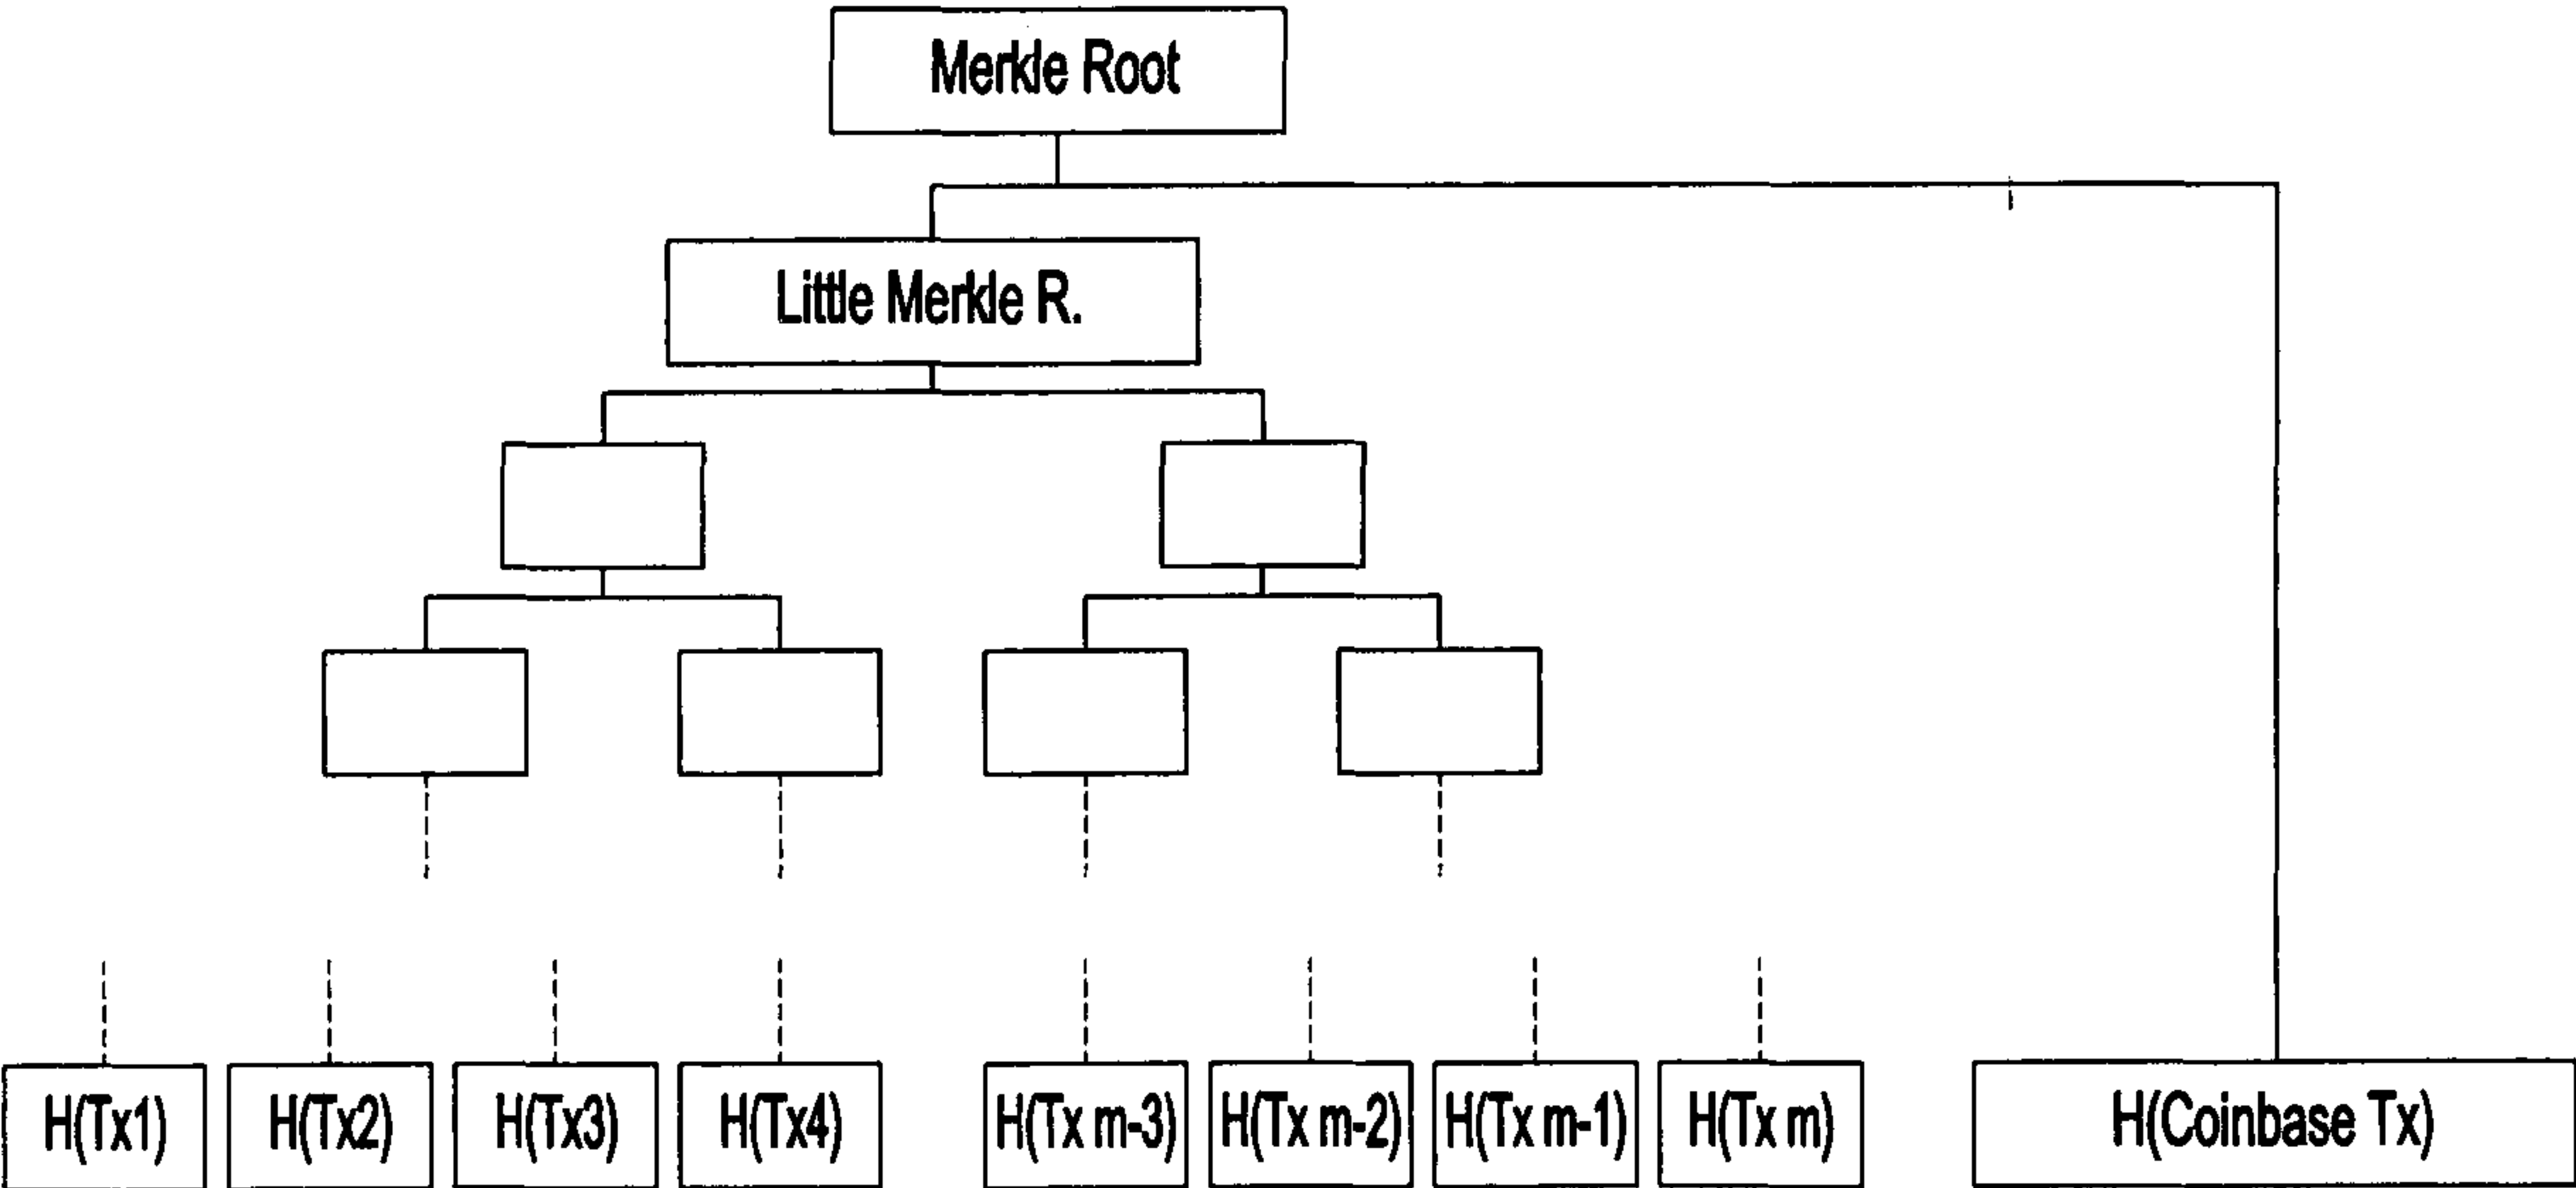 Merkle Root
Little Merkle R.
H(Tx1)
H(Tx2)
H(Tx3)
H(Tx4)
H(Tx m-3)
H(Tx m-2)
H(Tx m-1)
H(Tx m)
H(Coinbase Tx)